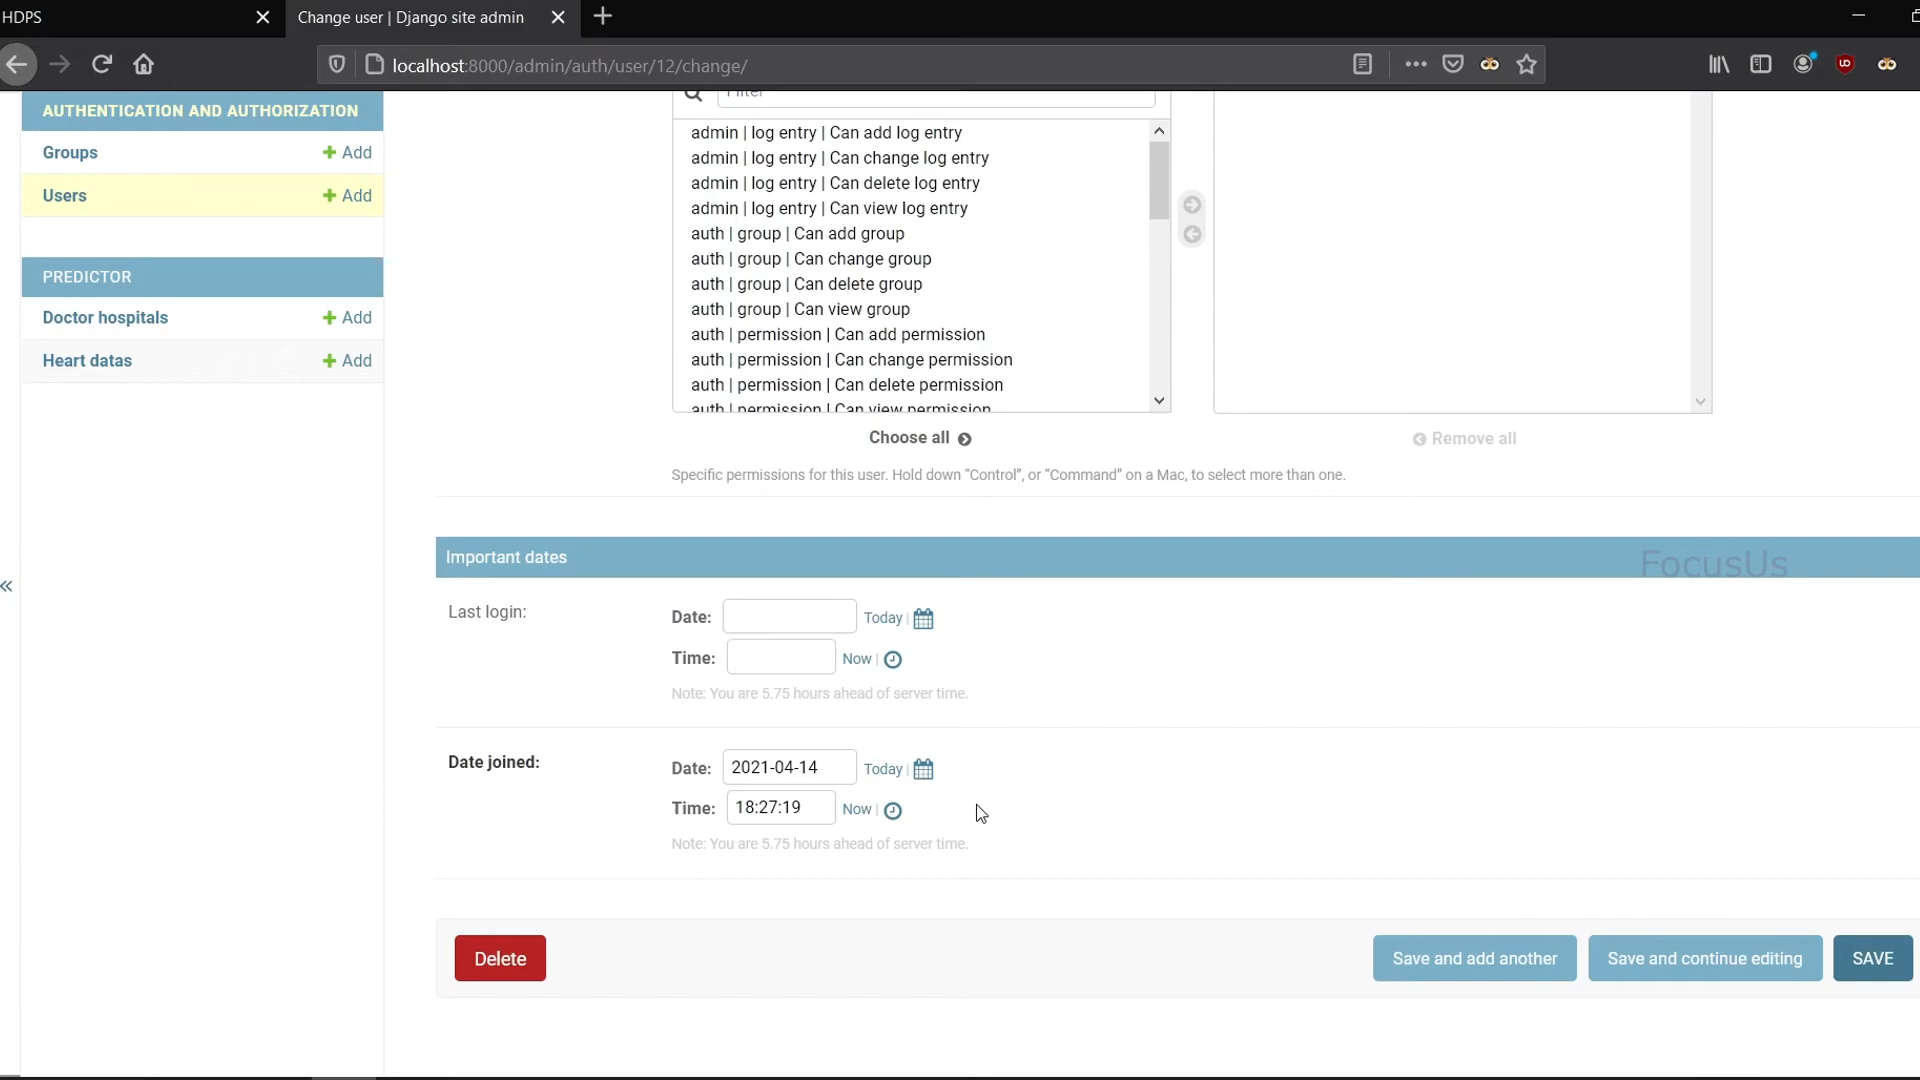 HDPS
Change user | Django site admin
localhost:8000/admin/auth/user/12/change/
AUTHENTICATION AND AUTHORIZATION
Groups + Add
Users + Add
PREDICTOR
Doctor hospitals + Add
Heart datas + Add
Filter
admin | log entry | Can add log entry
admin | log entry | Can change log entry
admin | log entry | Can delete log entry
admin | log entry | Can view log entry
auth | group | Can add group
auth | group | Can change group
auth | group | Can delete group
auth | group | Can view group
auth | permission | Can add permission
auth | permission | Can change permission
auth | permission | Can delete permission
auth | permission | Can view permission
Choose all
Remove all
Specific permissions for this user. Hold down “Control”, or “Command” on a Mac, to select more than one.
Important dates
FocusUs
Last login:
Date: Today |
Time: Now |
Note: You are 5.75 hours ahead of server time.
Date joined:
Date: 2021-04-14 Today |
Time: 18:27:19 Now |
Note: You are 5.75 hours ahead of server time.
Delete
Save and add another
Save and continue editing
SAVE